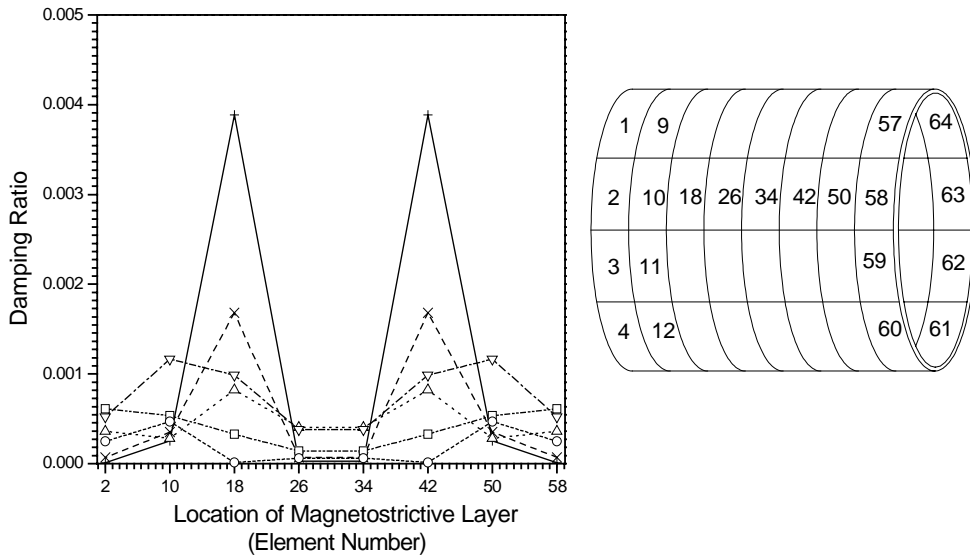 0.005
0.004
0.003
0.002
0.001
0.000
Damping Ratio
2 10 18 26 34 42 50 58
Location of Magnetostrictive Layer
(Element Number)
1 9 57 64
2 10 18 26 34 42 50 58 63
3 11 59 62
4 12 60 61